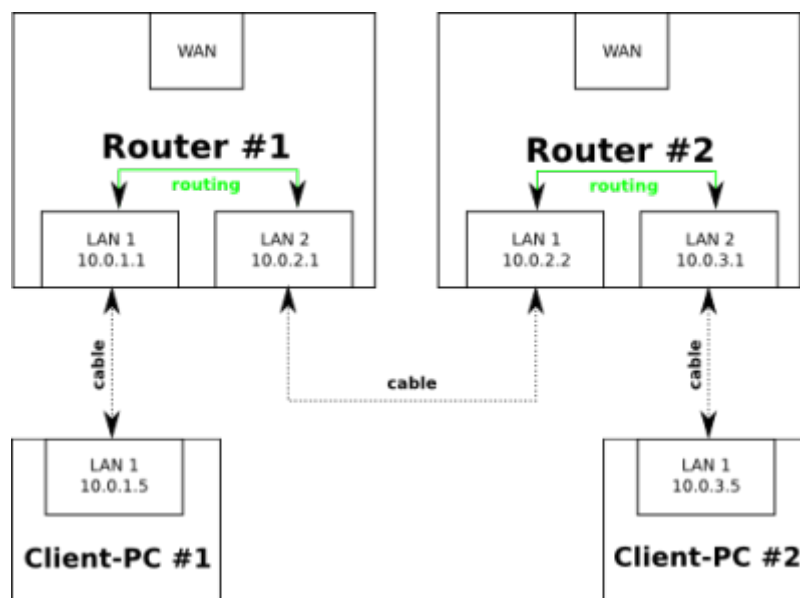 WAN
Router #1
routing
LAN 1
10.0.1.1
LAN 2
10.0.2.1
WAN
Router #2
routing
LAN 1
10.0.2.2
LAN 2
10.0.3.1
cable
cable
cable
LAN 1
10.0.1.5
Client-PC #1
LAN 1
10.0.3.5
Client-PC #2